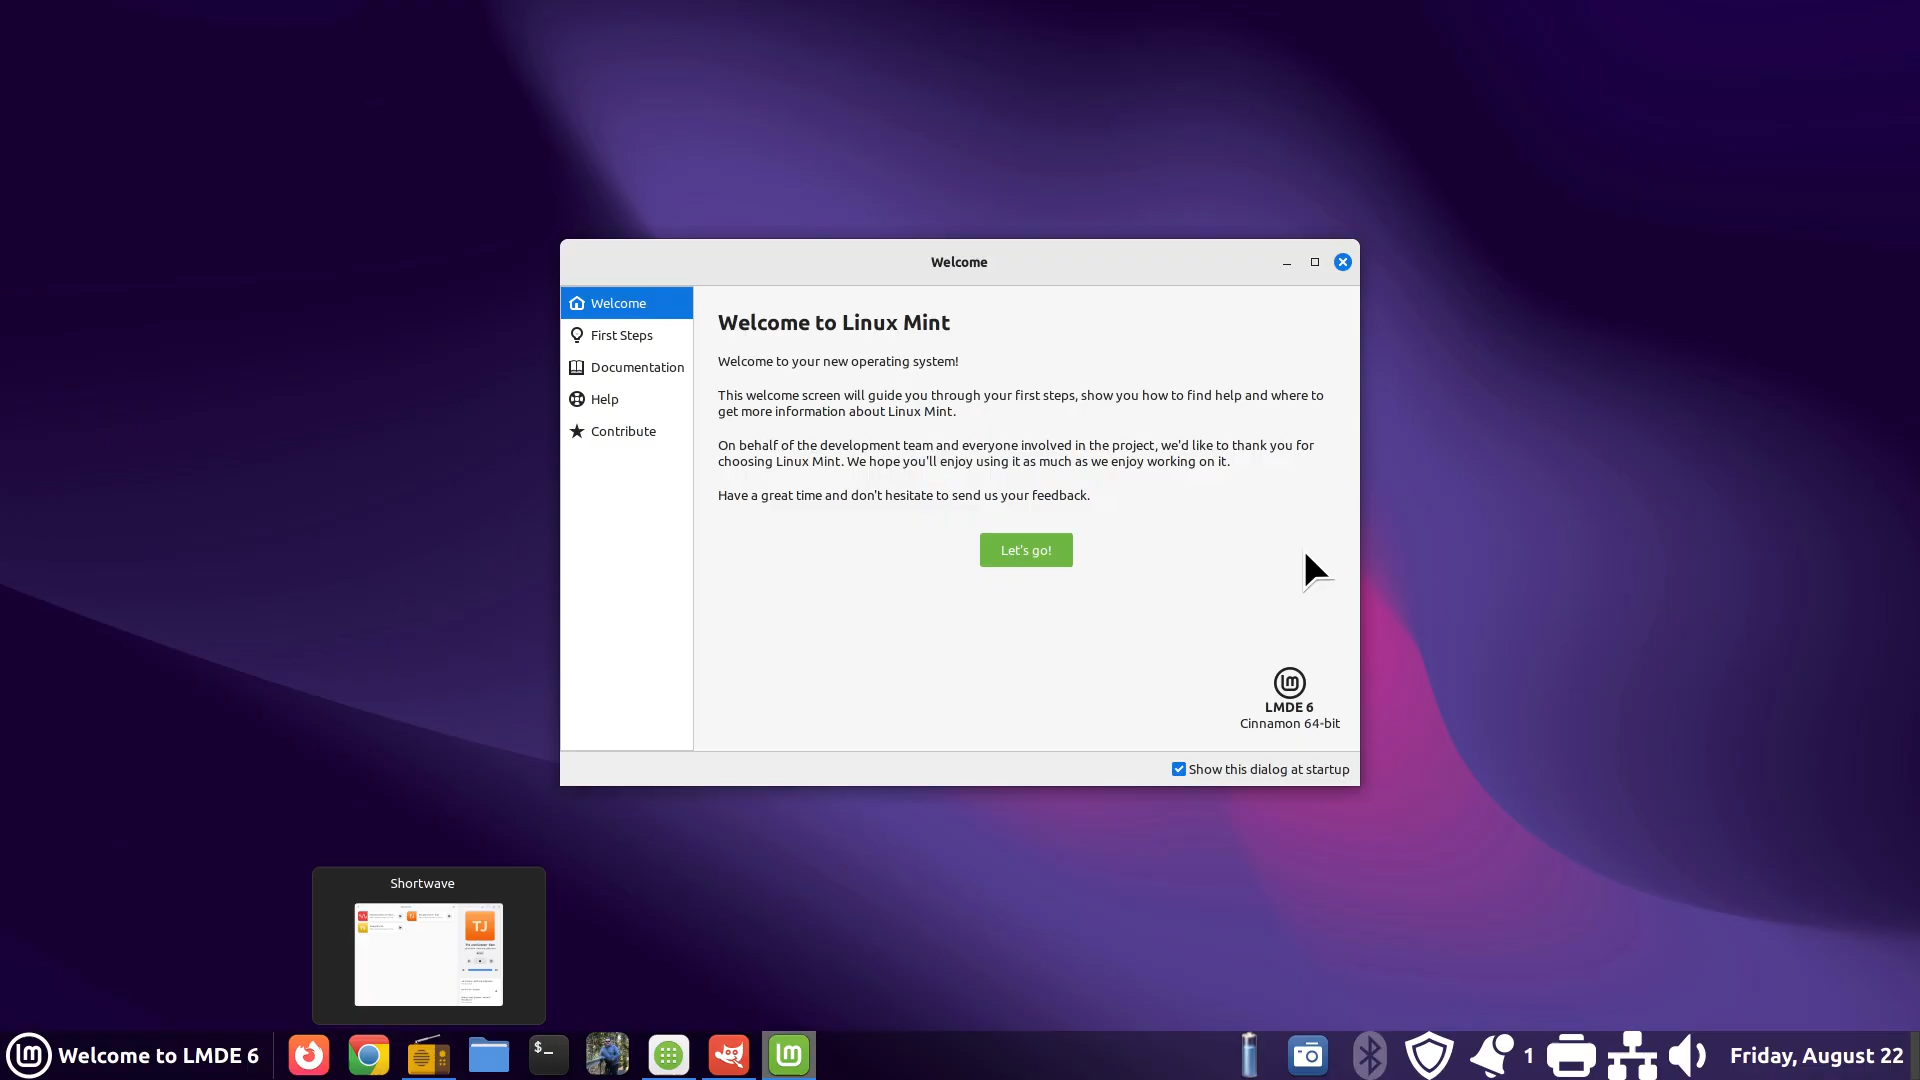 Welcome
Welcome
First Steps
Documentation
Help
Contribute
Welcome to Linux Mint
Welcome to your new operating system!
This welcome screen will guide you through your first steps, show you how to find help and where to
get more information about Linux Mint.
On behalf of the development team and everyone involved in the project, we'd like to thank you for
choosing Linux Mint. We hope you'll enjoy using it as much as we enjoy working on it.
Have a great time and don't hesitate to send us your feedback.
Let's go!
LMDE 6
Cinnamon 64-bit
Show this dialog at startup
Shortwave
TJ
Welcome to LMDE 6
$_
1
Friday, August 22